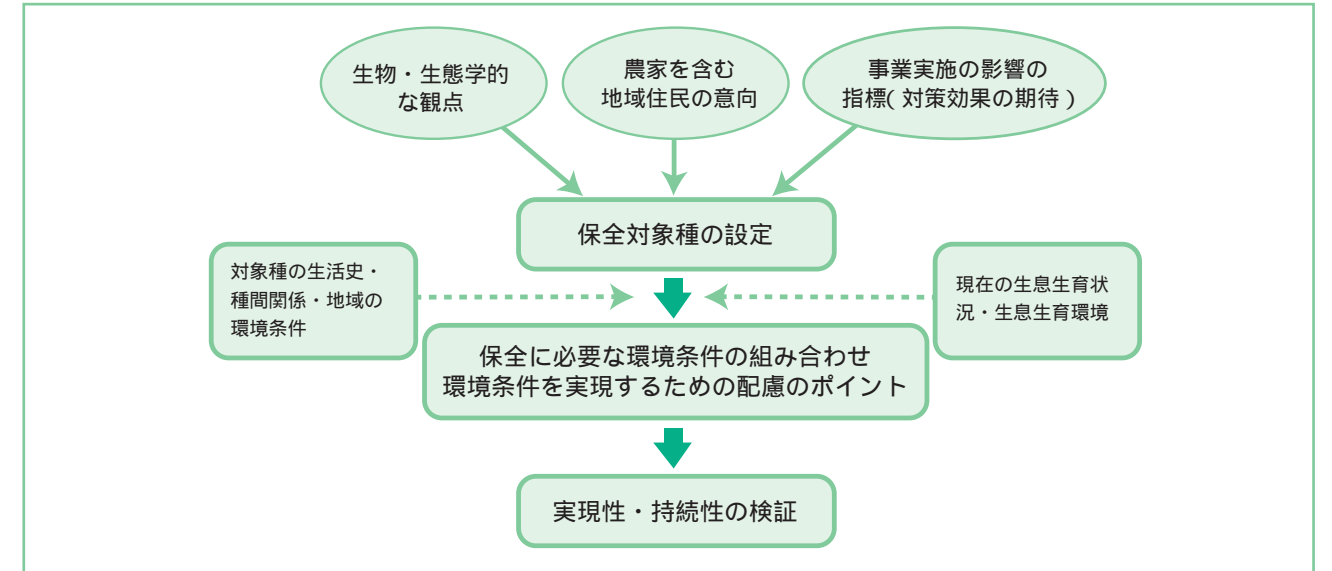 生物・生態学的
な観点
農家を含む
地域住民の意向
事業実施の影響の
指標(対策効果の期待)
保全対象種の設定
対象種の生活史・
種間関係・地域の
環境条件
現在の生息生育状
況・生息生育環境
保全に必要な環境条件の組み合わせ
環境条件を実現するための配慮のポイント
実現性・持続性の検証